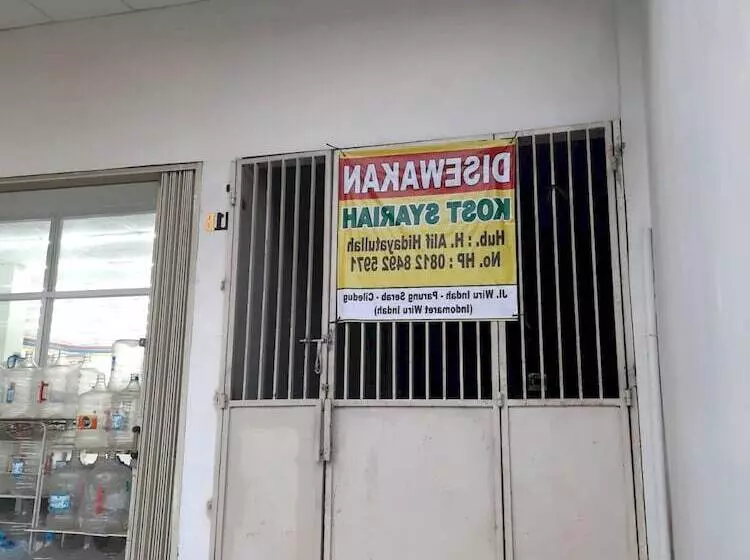 DISEWAKAN
KOST SYARIAH
Hub. : H. Alif Hidayatullah
No. HP : 0812 8492 5971
Jl. Wiru Indah - Parung Serab - Ciledug
(Indomaret Wiru Indah)